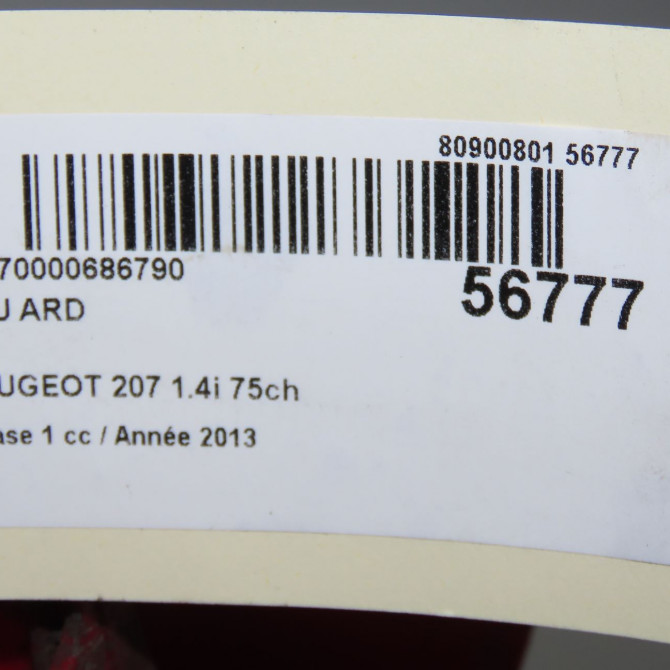 80900801 56777
70000686790
56777
ARD
UGEOT 207 1.4i 75ch
ase 1 cc / Année 2013